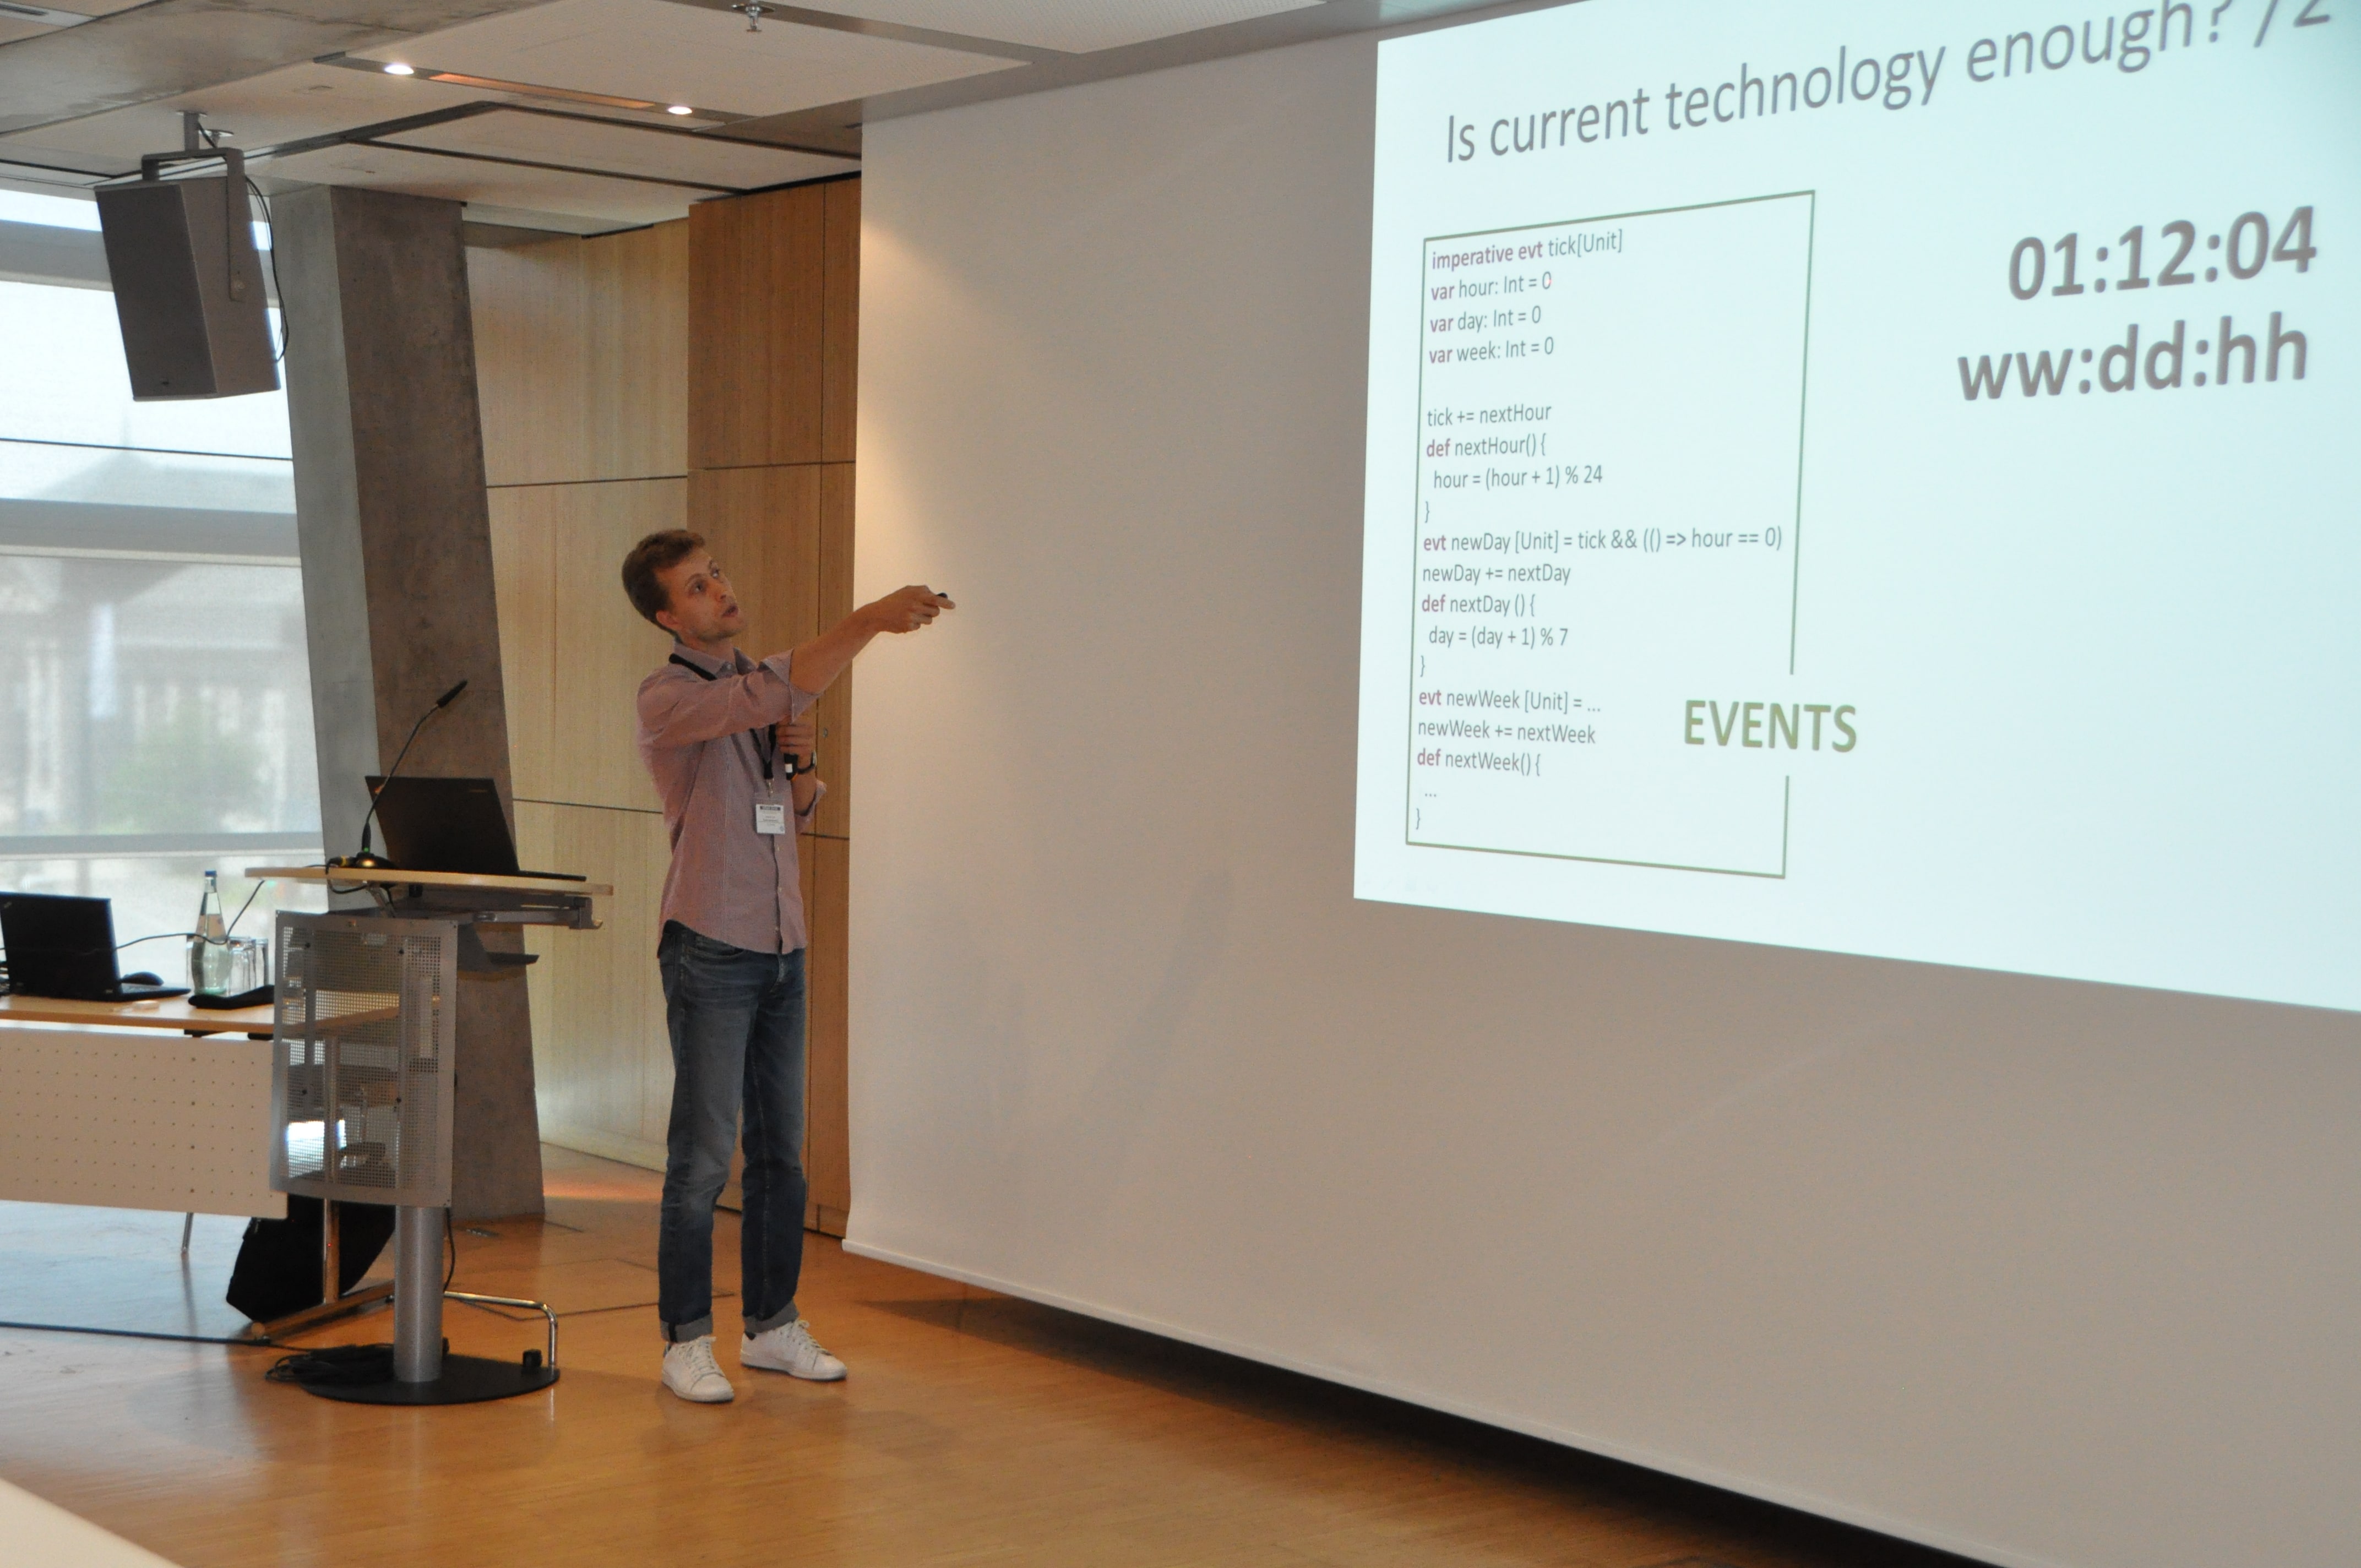 Is current technology enough? /2
imperative evt tick[Unit]
var hour: Int = 0
var day: Int = 0
var week: Int = 0
tick += nextHour
def nextHour() {
hour = (hour + 1) % 24
}
evt newDay [Unit] = tick && (() => hour == 0)
newDay += nextDay
def nextDay () {
day = (day + 1) % 7
}
evt newWeek [Unit] = ...
newWeek += nextWeek
def nextWeek() {
...
}
EVENTS
01:12:04
ww:dd:hh